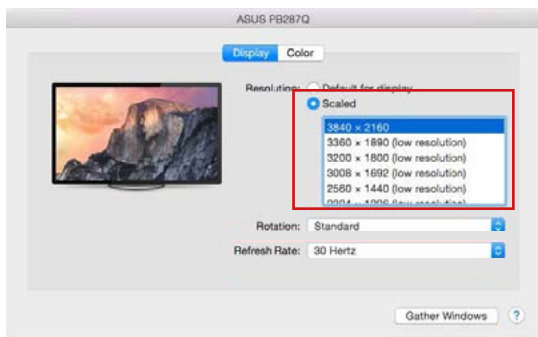 ASUS PB287Q
Display Color
Resolution: Default for display
Scaled
3840 × 2160
3360 × 1890 (low resolution)
3200 × 1800 (low resolution)
3008 × 1692 (low resolution)
2560 × 1440 (low resolution)
Rotation: Standard
Refresh Rate: 30 Hertz
Gather Windows ?